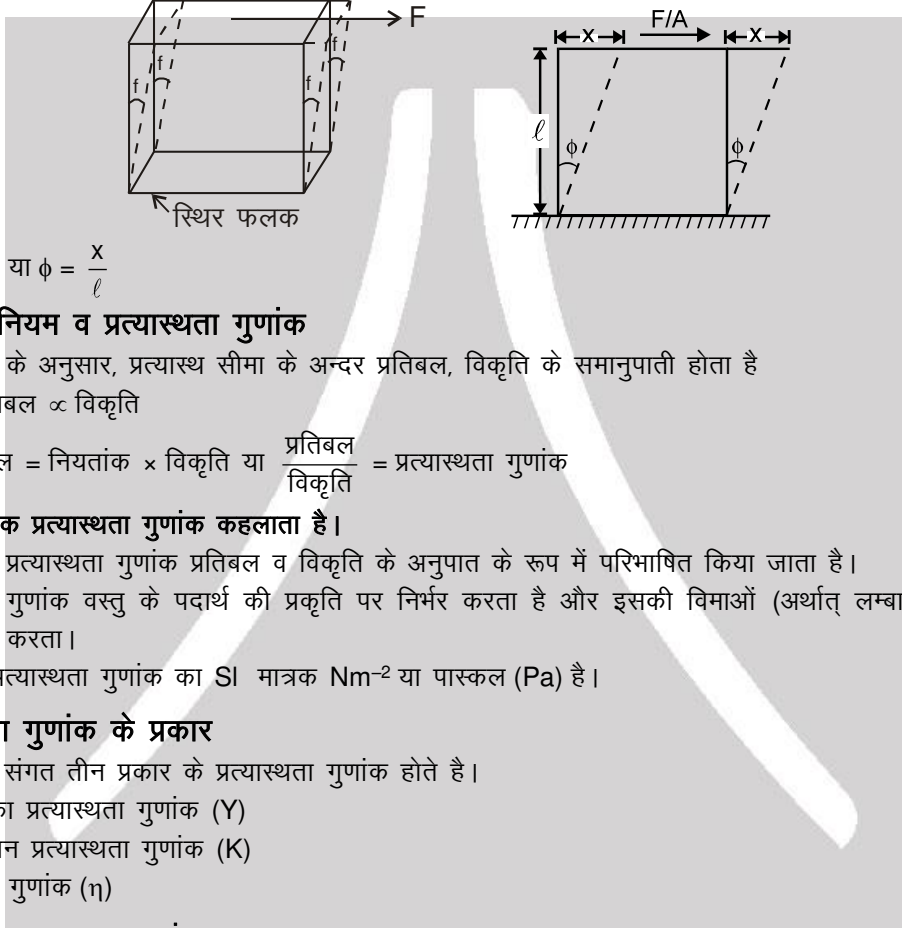 F
f f f f
स्थिर फलक
x F/A x
ℓ
ϕ ϕ
या ϕ = x/ℓ
नियम व प्रत्यास्थता गुणांक
के अनुसार, प्रत्यास्थ सीमा के अन्दर प्रतिबल, विकृति के समानुपाती होता है
बल ∝ विकृति
ल = नियतांक × विकृति या प्रतिबल/विकृति = प्रत्यास्थता गुणांक
क प्रत्यास्थता गुणांक कहलाता है।
प्रत्यास्थता गुणांक प्रतिबल व विकृति के अनुपात के रूप में परिभाषित किया जाता है।
गुणांक वस्तु के पदार्थ की प्रकृति पर निर्भर करता है और इसकी विमाओं (अर्थात् लम्बा
करता।
प्रत्यास्थता गुणांक का SI मात्रक Nm⁻² या पास्कल (Pa) है।
गुणांक के प्रकार
संगत तीन प्रकार के प्रत्यास्थता गुणांक होते है।
का प्रत्यास्थता गुणांक (Y)
न प्रत्यास्थता गुणांक (K)
गुणांक (η)